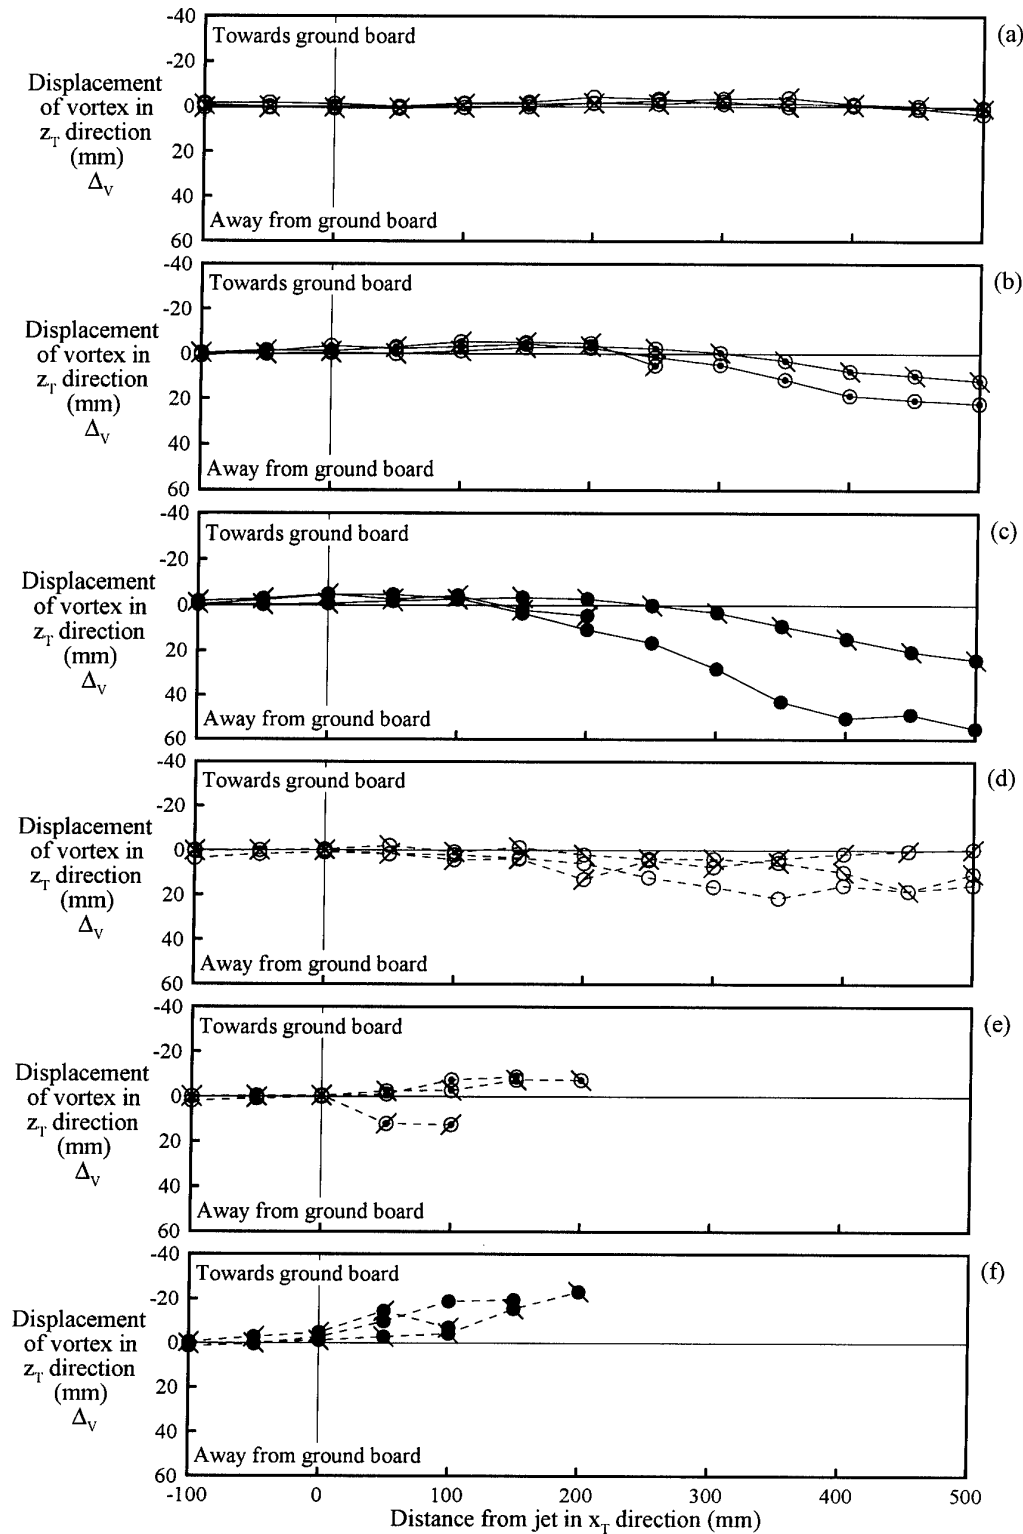 -40
Towards ground board
(a)
-20
Displacement
of vortex in
0
z_T direction
20
(mm)
Δ_V
40
Away from ground board
60
-40
Towards ground board
(b)
-20
Displacement
of vortex in
0
z_T direction
20
(mm)
Δ_V
40
Away from ground board
60
-40
Towards ground board
(c)
-20
Displacement
of vortex in
0
z_T direction
20
(mm)
Δ_V
40
Away from ground board
60
-40
Towards ground board
(d)
-20
Displacement
of vortex in
0
z_T direction
20
(mm)
Δ_V
40
Away from ground board
60
-40
Towards ground board
(e)
-20
Displacement
of vortex in
0
z_T direction
20
(mm)
Δ_V
40
Away from ground board
60
-40
Towards ground board
(f)
-20
Displacement
of vortex in
0
z_T direction
20
(mm)
Δ_V
40
Away from ground board
60
-100 0 100 200 300 400 500
Distance from jet in x_T direction (mm)